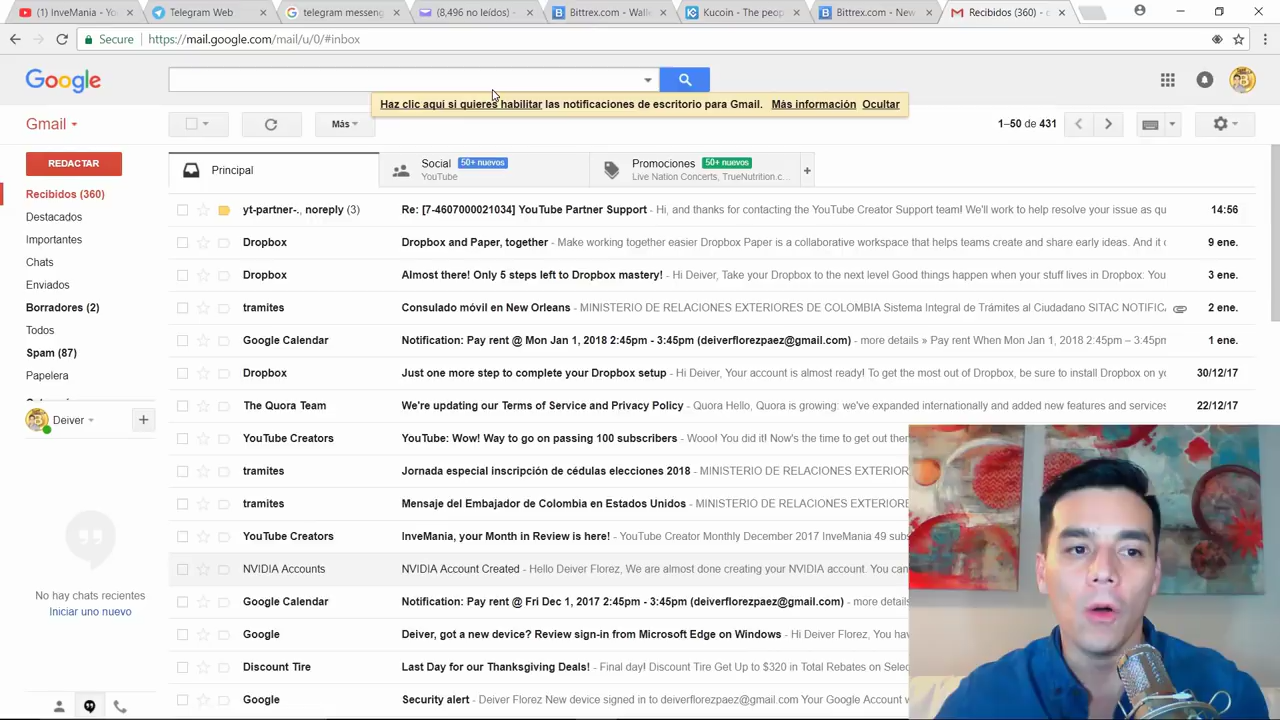 InveMania - Yo
Telegram Web
telegram messeng
(8,496 no leídos) -
Bittrex.com - Walle
Kucoin - The peop
Bittrex.com - New
Recibidos (360) - d
Secure
https://mail.google.com/mail/u/0/#inbox
Google
Haz clic aquí si quieres habilitar las notificaciones de escritorio para Gmail. Más información Ocultar
Gmail
Más
1–50 de 431
REDACTAR
Principal
Social 50+ nuevos
YouTube
Promociones 50+ nuevos
Live Nation Concerts, TrueNutrition.c...
+
Recibidos (360)
Destacados
Importantes
Chats
Enviados
Borradores (2)
Todos
Spam (87)
Papelera
Deiver
+
No hay chats recientes
Iniciar uno nuevo
yt-partner-., noreply (3) Re: [7-4607000021034] YouTube Partner Support - Hi, and thanks for contacting the YouTube Creator Support team! We'll work to help resolve your issue as qu 14:56
Dropbox Dropbox and Paper, together - Make working together easier Dropbox Paper is a collaborative workspace that helps teams create and share early ideas. And it c 9 ene.
Dropbox Almost there! Only 5 steps left to Dropbox mastery! - Hi Deiver, Take your Dropbox to the next level Good things happen when your stuff lives in Dropbox: You 3 ene.
tramites Consulado móvil en New Orleans - MINISTERIO DE RELACIONES EXTERIORES DE COLOMBIA Sistema Integral de Trámites al Ciudadano SITAC NOTIFIC 2 ene.
Google Calendar Notification: Pay rent @ Mon Jan 1, 2018 2:45pm - 3:45pm (deiverflorezpaez@gmail.com) - more details » Pay rent When Mon Jan 1, 2018 2:45pm – 3:45pm 1 ene.
Dropbox Just one more step to complete your Dropbox setup - Hi Deiver, Your account is almost ready! To get the most out of Dropbox, be sure to install Dropbox on yo 30/12/17
The Quora Team We're updating our Terms of Service and Privacy Policy - Quora Hello, Quora is growing: we've expanded internationally and added new features and services 22/12/17
YouTube Creators YouTube: Wow! Way to go on passing 100 subscribers - Wooo! You did it! Now's the time to get out ther
tramites Jornada especial inscripción de cédulas elecciones 2018 - MINISTERIO DE RELACIONES EXTERIOR
tramites Mensaje del Embajador de Colombia en Estados Unidos - MINISTERIO DE RELACIONES EXTERIOR
YouTube Creators InveMania, your Month in Review is here! - YouTube Creator Monthly December 2017 InveMania 49 subs
NVIDIA Accounts NVIDIA Account Created - Hello Deiver Florez, We are almost done creating your NVIDIA account. You can
Google Calendar Notification: Pay rent @ Fri Dec 1, 2017 2:45pm - 3:45pm (deiverflorezpaez@gmail.com) - more details
Google Deiver, got a new device? Review sign-in from Microsoft Edge on Windows - Hi Deiver Florez, You hav
Discount Tire Last Day for our Thanksgiving Deals! - Final day! Discount Tire Get Up to $320 in Total Rebates on Selec
Google Security alert - Deiver Florez New device signed in to deiverflorezpaez@gmail.com Your Google Account